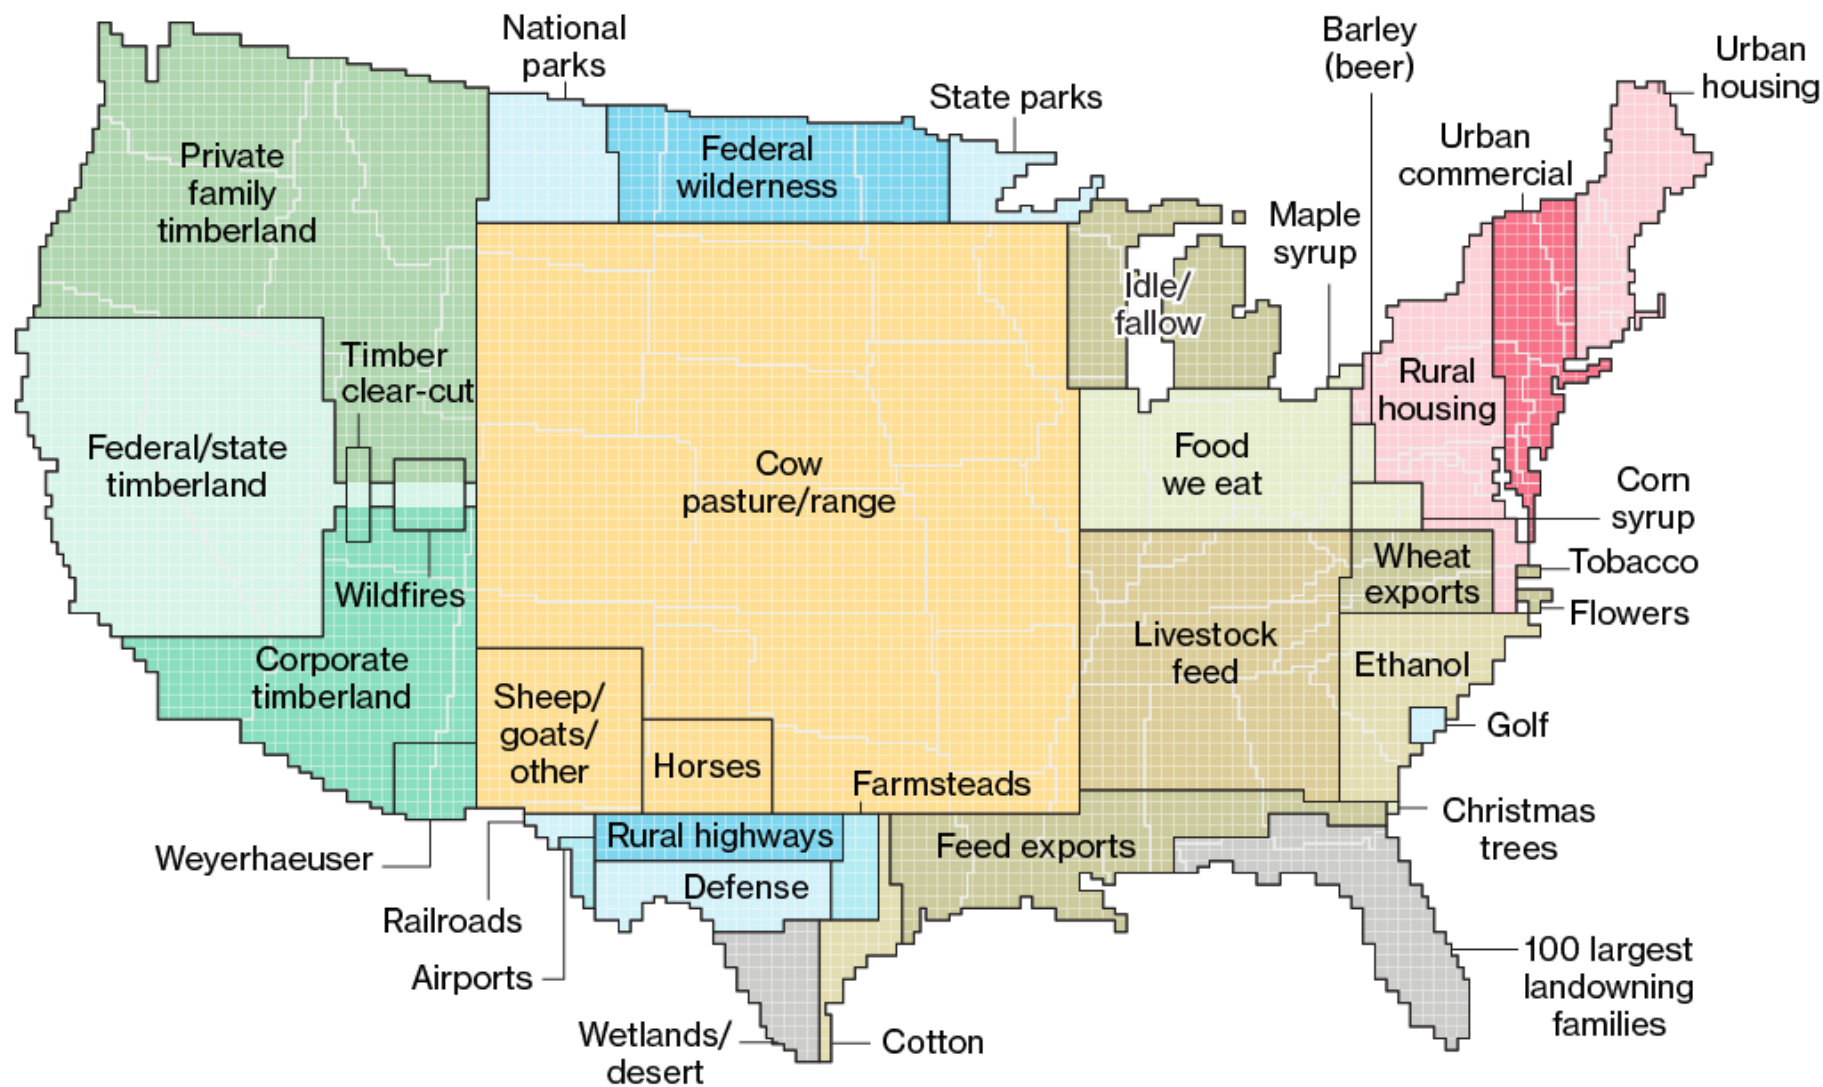 National
parks
Barley
(beer)
Urban
housing
State parks
Urban
commercial
Private
family
timberland
Federal
wilderness
Maple
syrup
Idle/
fallow
Timber
clear-cut
Rural
housing
Federal/state
timberland
Cow
pasture/range
Food
we eat
Corn
syrup
Wildfires
Wheat
exports
Tobacco
Flowers
Corporate
timberland
Livestock
feed
Ethanol
Sheep/
goats/
other
Horses
Golf
Farmsteads
Christmas
trees
Weyerhaeuser
Rural highways
Feed exports
Defense
Railroads
Airports
100 largest
landowning
families
Wetlands/
desert
Cotton